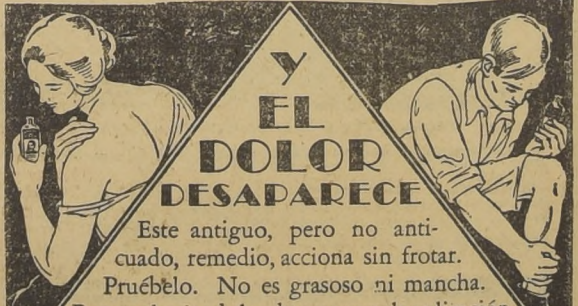 Y
EL
DOLOR
DESAPARECE
Este antiguo, pero no anti-
cuado, remedio, acciona sin frotar.
Pruébelo. No es grasoso ni mancha.